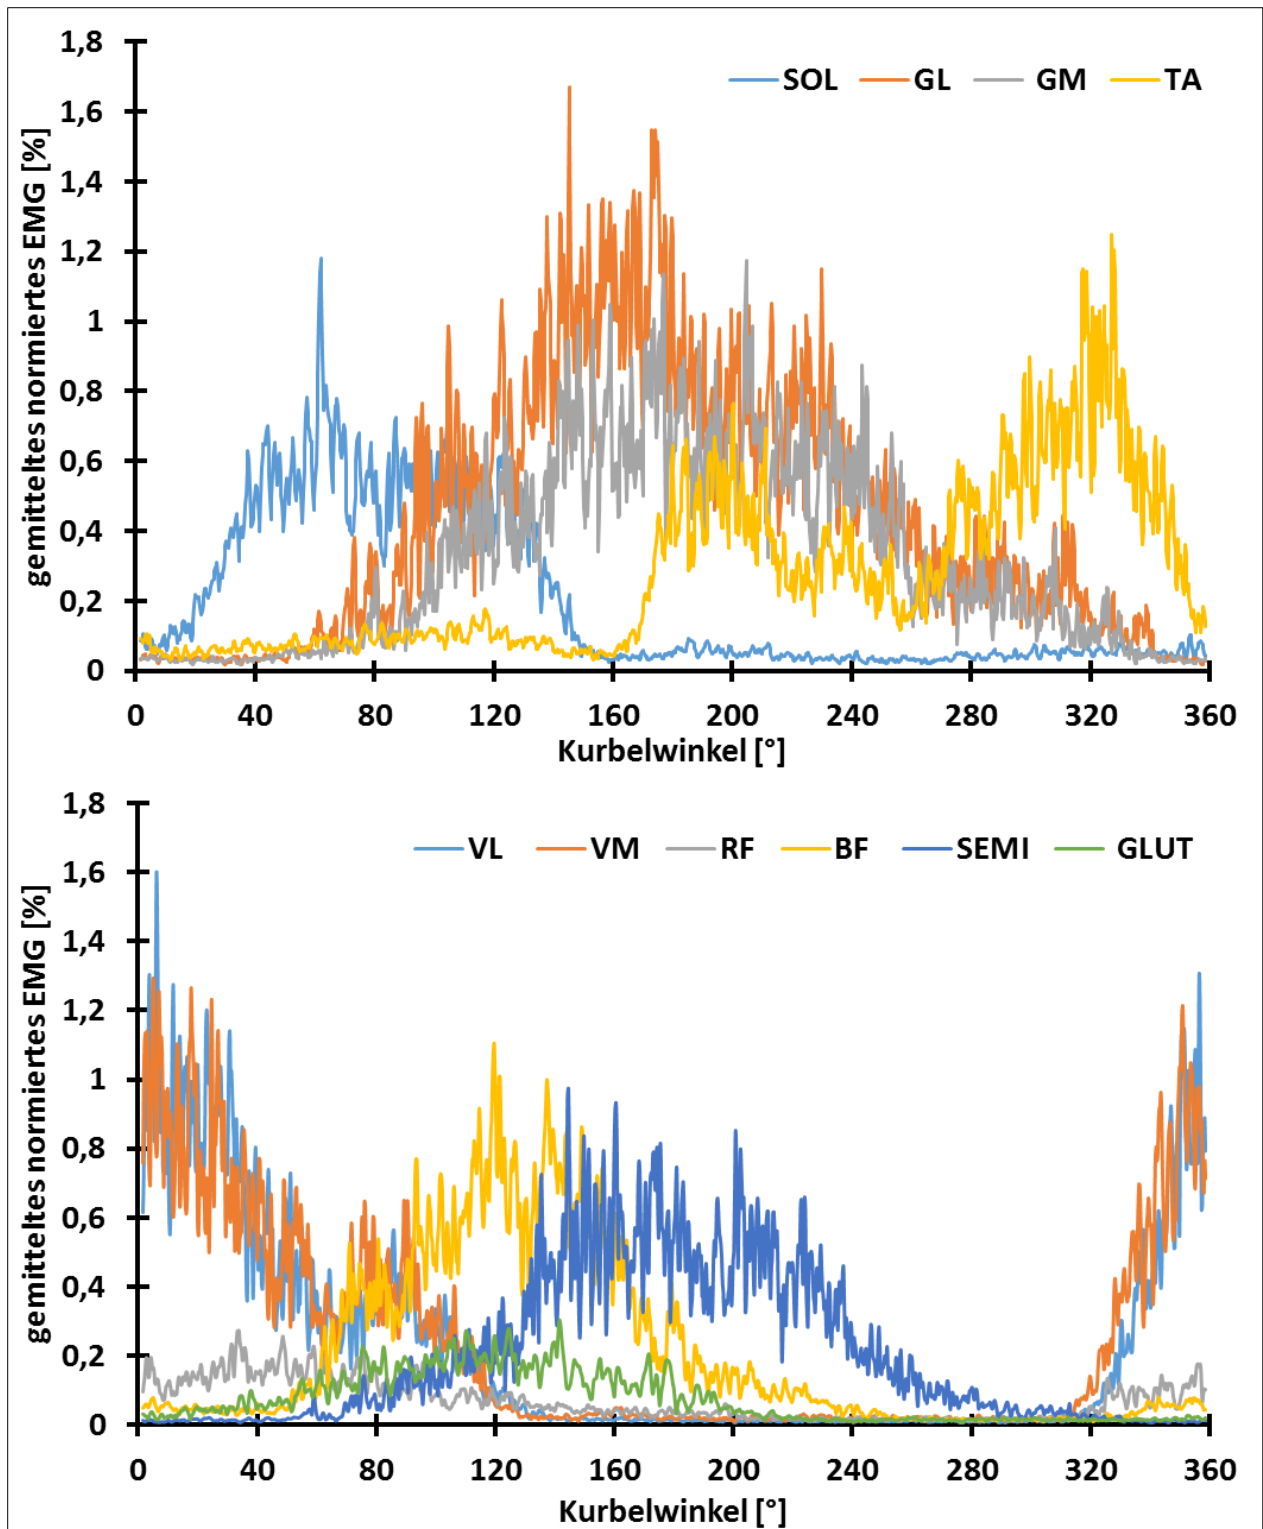 gemitteltes normiertes EMG [%]
1,8
1,6
1,4
1,2
1
0,8
0,6
0,4
0,2
0
SOL GL GM TA
0 40 80 120 160 200 240 280 320 360
Kurbelwinkel [°]
gemitteltes normiertes EMG [%]
1,8
1,6
1,4
1,2
1
0,8
0,6
0,4
0,2
0
VL VM RF BF SEMI GLUT
0 40 80 120 160 200 240 280 320 360
Kurbelwinkel [°]